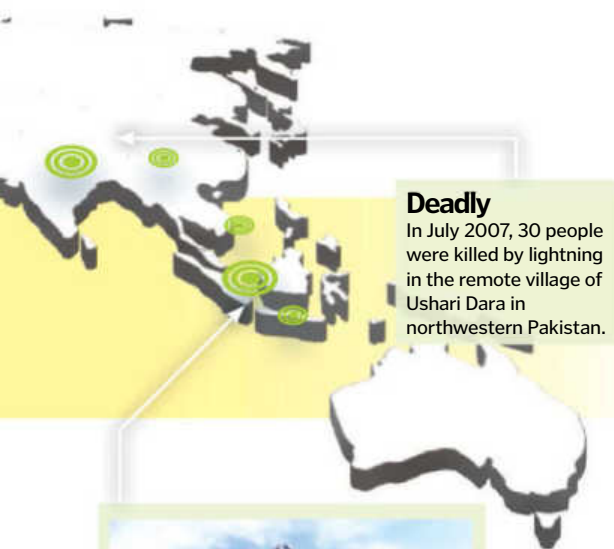 Deadly
In July 2007, 30 people
were killed by lightning
in the remote village of
Ushari Dara in
northwestern Pakistan.